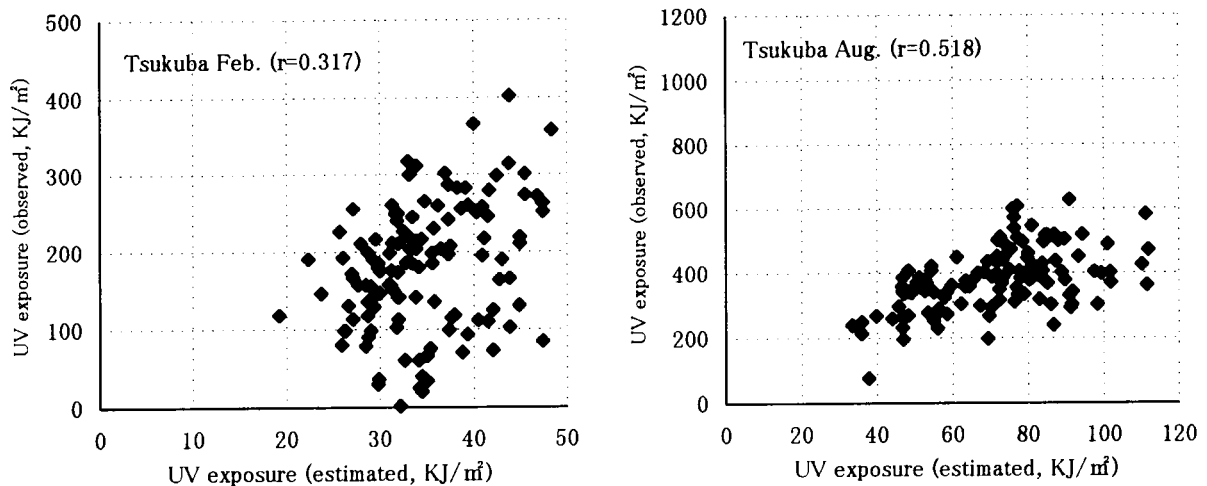 Tsukuba Feb. (r=0.317)
UV exposure (observed, KJ/㎡)
500
400
300
200
100
0
0 10 20 30 40 50
UV exposure (estimated, KJ/㎡)
Tsukuba Aug. (r=0.518)
UV exposure (observed, KJ/㎡)
1200
1000
800
600
400
200
0
0 20 40 60 80 100 120
UV exposure (estimated, KJ/㎡)